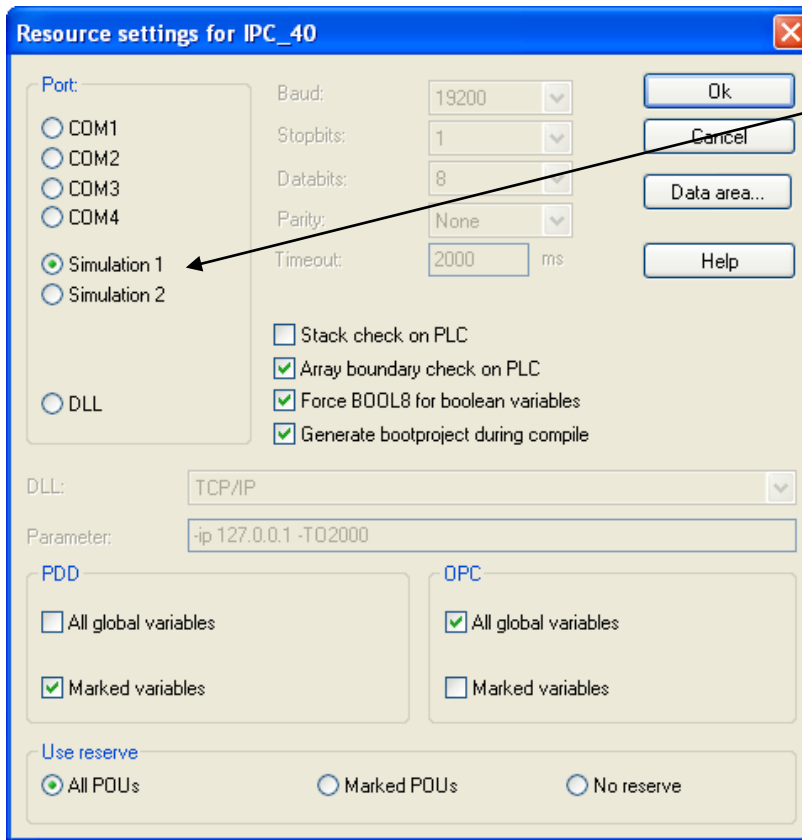 Resource settings for IPC_40
Port:
COM1
COM2
COM3
COM4
Simulation 1
Simulation 2
DLL
Baud: 19200
Stopbits: 1
Databits: 8
Parity: None
Timeout: 2000 ms
Ok
Cancel
Data area...
Help
Stack check on PLC
Array boundary check on PLC
Force BOOL8 for boolean variables
Generate bootproject during compile
DLL: TCP/IP
Parameter: -ip 127.0.0.1 -TO2000
PDD
All global variables
Marked variables
OPC
All global variables
Marked variables
Use reserve
All POUs Marked POUs No reserve